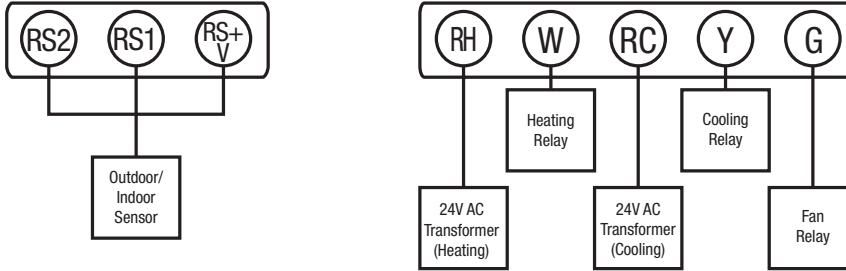 RS2 RS1 RS+
V
RH W RC Y G
Outdoor/
Indoor
Sensor
Heating
Relay
Cooling
Relay
24V AC
Transformer
(Heating)
24V AC
Transformer
(Cooling)
Fan
Relay